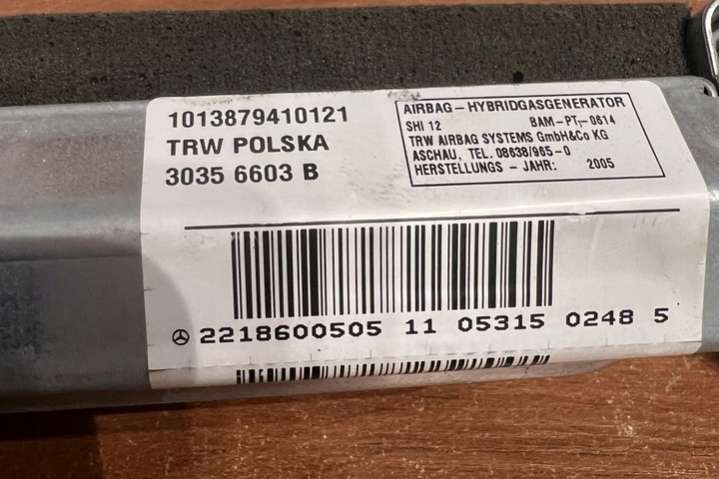 1013879410121
TRW POLSKA
3035 6603 B
AIRBAG-HYBRIDGASGENERATOR
SHI 12 BAM-PT,-0614
TRW AIRBAG SYSTEMS GmbH&Co KG
ASCHAU, TEL. 08638/965-0
HERSTELLUNGS - JAHR: 2005
2218600505 11 05315 0248 5